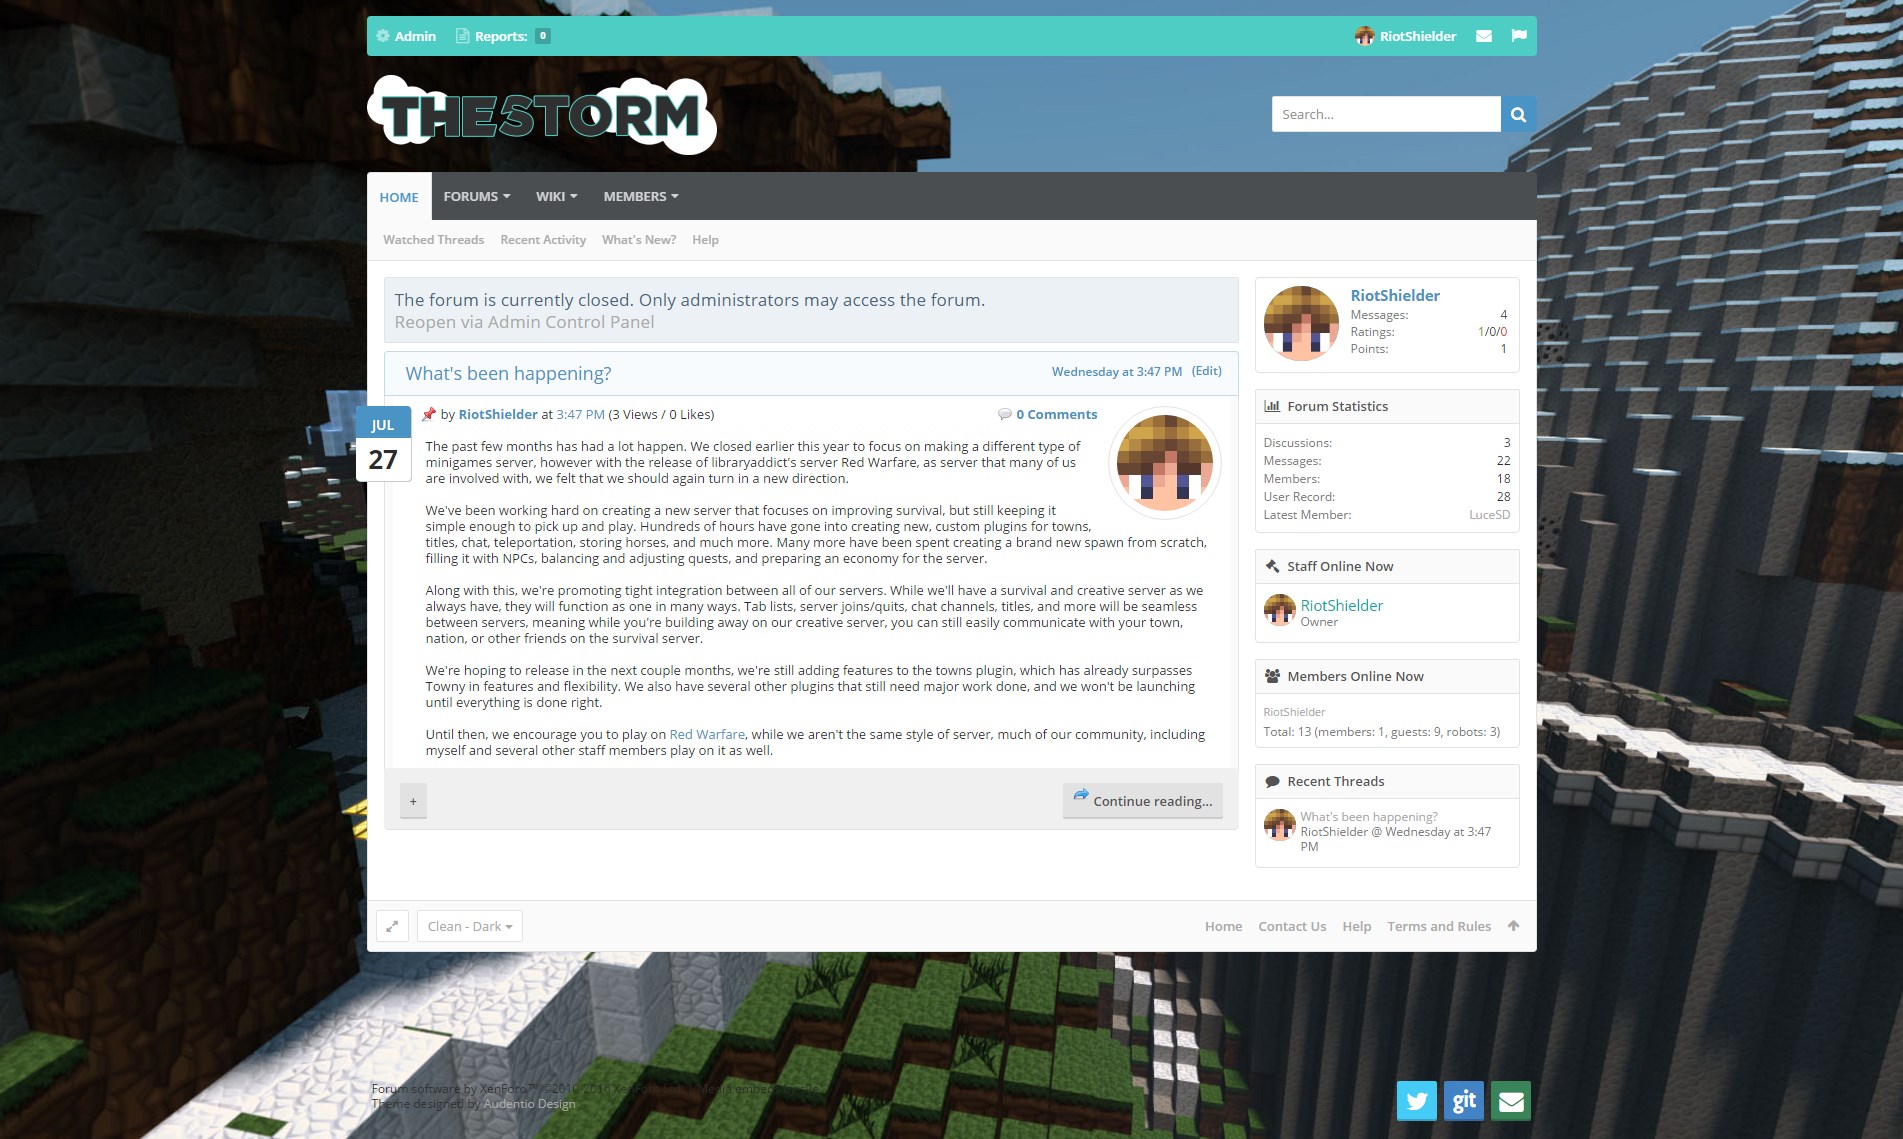 Admin Reports: 0 RiotShielder
THESTORM
Search...
HOME FORUMS WIKI MEMBERS
Watched Threads Recent Activity What's New? Help
The forum is currently closed. Only administrators may access the forum.
Reopen via Admin Control Panel
What's been happening? Wednesday at 3:47 PM (Edit)
JUL
27
by RiotShielder at 3:47 PM (3 Views / 0 Likes) 0 Comments
The past few months has had a lot happen. We closed earlier this year to focus on making a different type of
minigames server, however with the release of libraryaddict's server Red Warfare, as server that many of us
are involved with, we felt that we should again turn in a new direction.
We've been working hard on creating a new server that focuses on improving survival, but still keeping it
simple enough to pick up and play. Hundreds of hours have gone into creating new, custom plugins for towns,
titles, chat, teleportation, storing horses, and much more. Many more have been spent creating a brand new spawn from scratch,
filling it with NPCs, balancing and adjusting quests, and preparing an economy for the server.
Along with this, we're promoting tight integration between all of our servers. While we'll have a survival and creative server as we
always have, they will function as one in many ways. Tab lists, server joins/quits, chat channels, titles, and more will be seamless
between servers, meaning while you're building away on our creative server, you can still easily communicate with your town,
nation, or other friends on the survival server.
We're hoping to release in the next couple months, we're still adding features to the towns plugin, which has already surpasses
Towny in features and flexibility. We also have several other plugins that still need major work done, and we won't be launching
until everything is done right.
Until then, we encourage you to play on Red Warfare, while we aren't the same style of server, much of our community, including
myself and several other staff members play on it as well.
+ Continue reading...
RiotShielder
Messages: 4
Ratings: 1/0/0
Points: 1
Forum Statistics
Discussions: 3
Messages: 22
Members: 18
User Record: 28
Latest Member: LuceSD
Staff Online Now
RiotShielder
Owner
Members Online Now
RiotShielder
Total: 13 (members: 1, guests: 9, robots: 3)
Recent Threads
What's been happening?
RiotShielder @ Wednesday at 3:47
PM
Clean - Dark Home Contact Us Help Terms and Rules
Forum software by XenForo™ ©2010-2016 XenForo Media embeds
Theme designed by Audentio Design
git